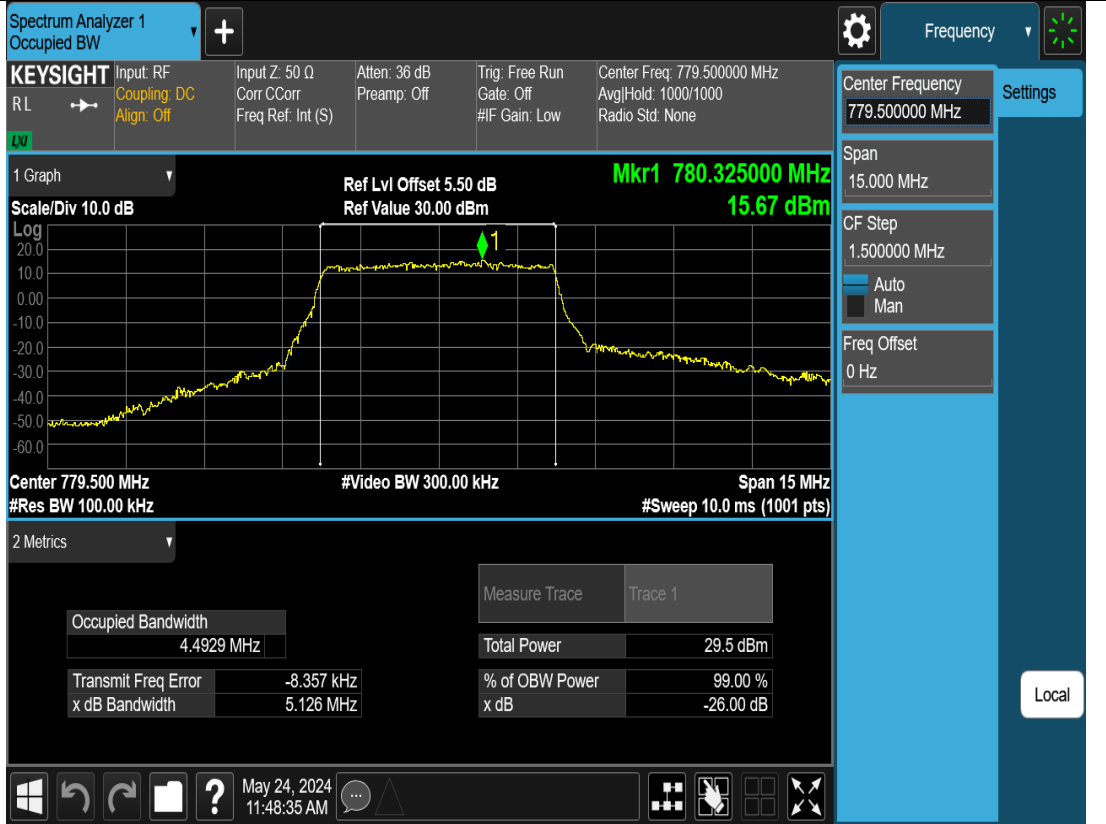 Spectrum Analyzer 1
Occupied BW
+
Frequency
KEYSIGHT
RL
LXI
Input: RF
Coupling: DC
Align: Off
Input Z: 50 Ω
Corr CCorr
Freq Ref: Int (S)
Atten: 36 dB
Preamp: Off
Trig: Free Run
Gate: Off
#IF Gain: Low
Center Freq: 779.500000 MHz
Avg|Hold: 1000/1000
Radio Std: None
Center Frequency
779.500000 MHz
Settings
Span
15.000 MHz
CF Step
1.500000 MHz
Auto
Man
Freq Offset
0 Hz
Local
1 Graph
Ref Lvl Offset 5.50 dB
Mkr1 780.325000 MHz
Scale/Div 10.0 dB
Ref Value 30.00 dBm
15.67 dBm
Log
1
20.0
10.0
0.00
-10.0
-20.0
-30.0
-40.0
-50.0
-60.0
Center 779.500 MHz
#Video BW 300.00 kHz
Span 15 MHz
#Res BW 100.00 kHz
#Sweep 10.0 ms (1001 pts)
2 Metrics
Measure Trace
Trace 1
Occupied Bandwidth
4.4929 MHz
Total Power
29.5 dBm
Transmit Freq Error
-8.357 kHz
% of OBW Power
99.00 %
x dB Bandwidth
5.126 MHz
x dB
-26.00 dB
?
May 24, 2024
11:48:35 AM